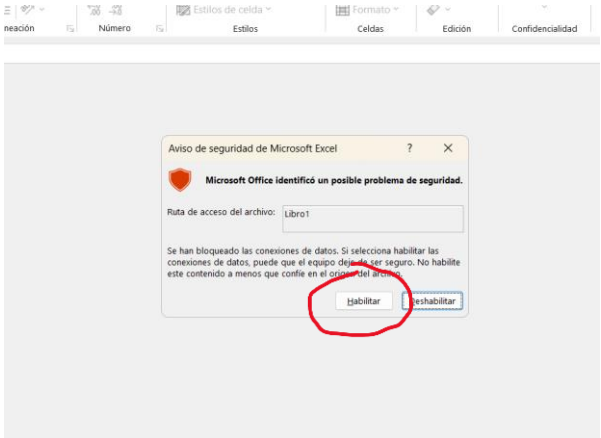 Estilos de celda
Formato
neación
Número
Estilos
Celdas
Edición
Confidencialidad
Aviso de seguridad de Microsoft Excel
?
Microsoft Office identificó un posible problema de seguridad.
Ruta de acceso del archivo:
Libro1
Se han bloqueado las conexiones de datos. Si selecciona habilitar las
conexiones de datos, puede que el equipo deje de ser seguro. No habilite
este contenido a menos que confíe en el origen del archivo.
Habilitar
Deshabilitar